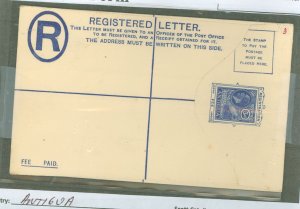 REGISTERED LETTER.
THIS LETTER MUST BE GIVEN TO AN OFFICER OF THE POST OFFICE
TO BE REGISTERED, AND A RECEIPT OBTAINED FOR IT.
THE ADDRESS MUST BE WRITTEN ON THIS SIDE.
R
THE STAMP
TO PAY THE
POSTAGE
MUST BE
PLACED HERE.
3
FEE PAID.
ANTIGUA